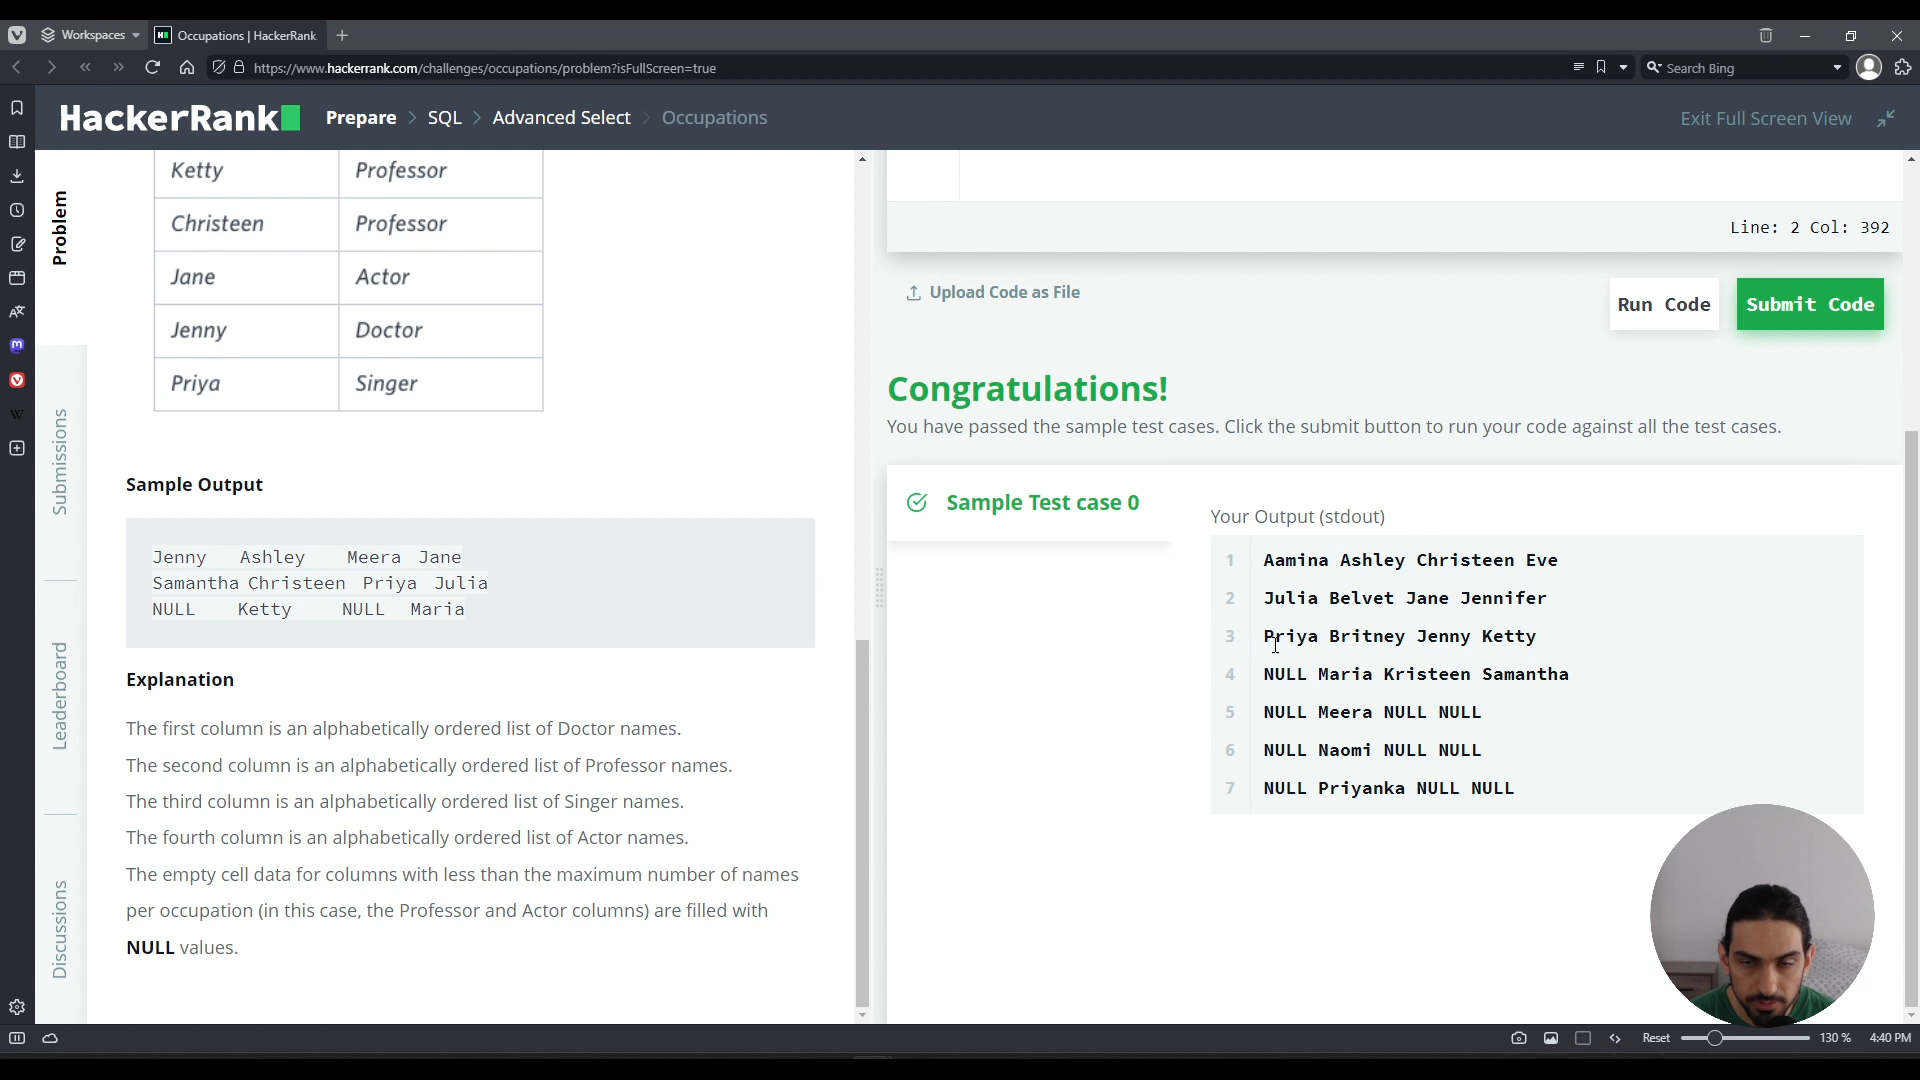 Workspaces
Occupations | HackerRank
https://www.hackerrank.com/challenges/occupations/problem?isFullScreen=true
Search Bing
HackerRank
Prepare > SQL > Advanced Select > Occupations
Exit Full Screen View
Problem
Submissions
Leaderboard
Discussions
Ketty Professor
Christeen Professor
Jane Actor
Jenny Doctor
Priya Singer
Sample Output
Jenny Ashley Meera Jane
Samantha Christeen Priya Julia
NULL Ketty NULL Maria
Explanation
The first column is an alphabetically ordered list of Doctor names.
The second column is an alphabetically ordered list of Professor names.
The third column is an alphabetically ordered list of Singer names.
The fourth column is an alphabetically ordered list of Actor names.
The empty cell data for columns with less than the maximum number of names
per occupation (in this case, the Professor and Actor columns) are filled with
NULL values.
Line: 2 Col: 392
Upload Code as File
Run Code
Submit Code
Congratulations!
You have passed the sample test cases. Click the submit button to run your code against all the test cases.
Sample Test case 0
Your Output (stdout)
1 Aamina Ashley Christeen Eve
2 Julia Belvet Jane Jennifer
3 Priya Britney Jenny Ketty
4 NULL Maria Kristeen Samantha
5 NULL Meera NULL NULL
6 NULL Naomi NULL NULL
7 NULL Priyanka NULL NULL
Reset
130 %
4:40 PM